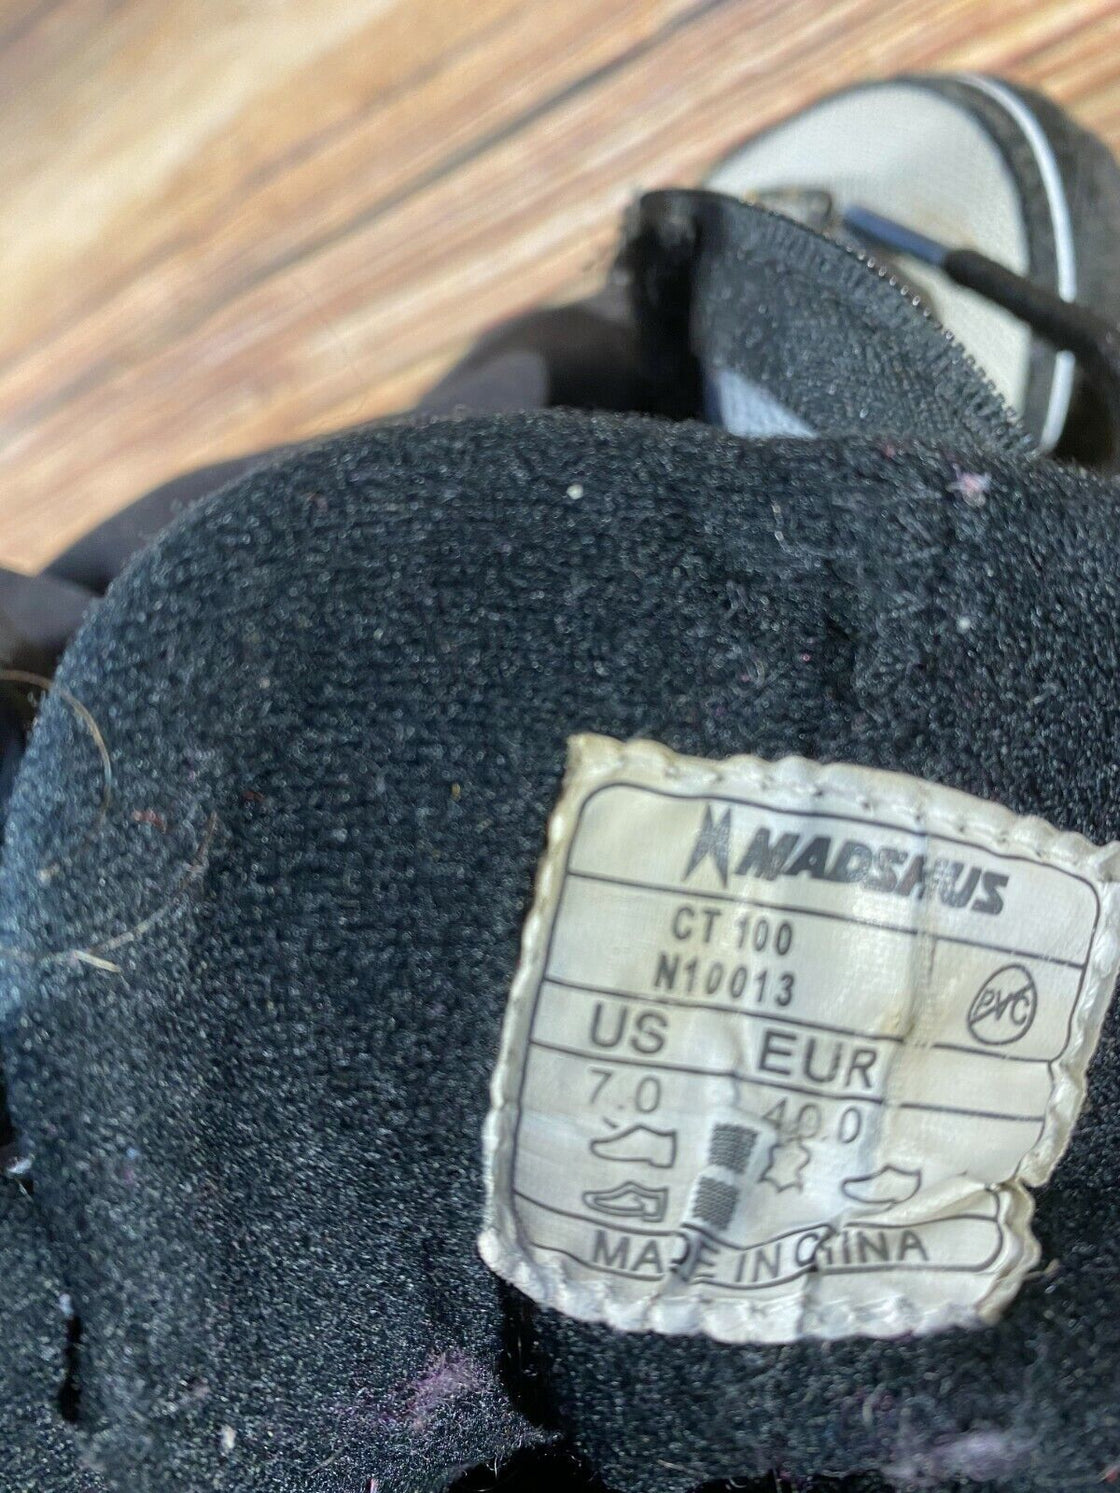 MADSHUS
CT 100
N10013
PVC
US EUR
7.0 40.0
MADE IN CHINA